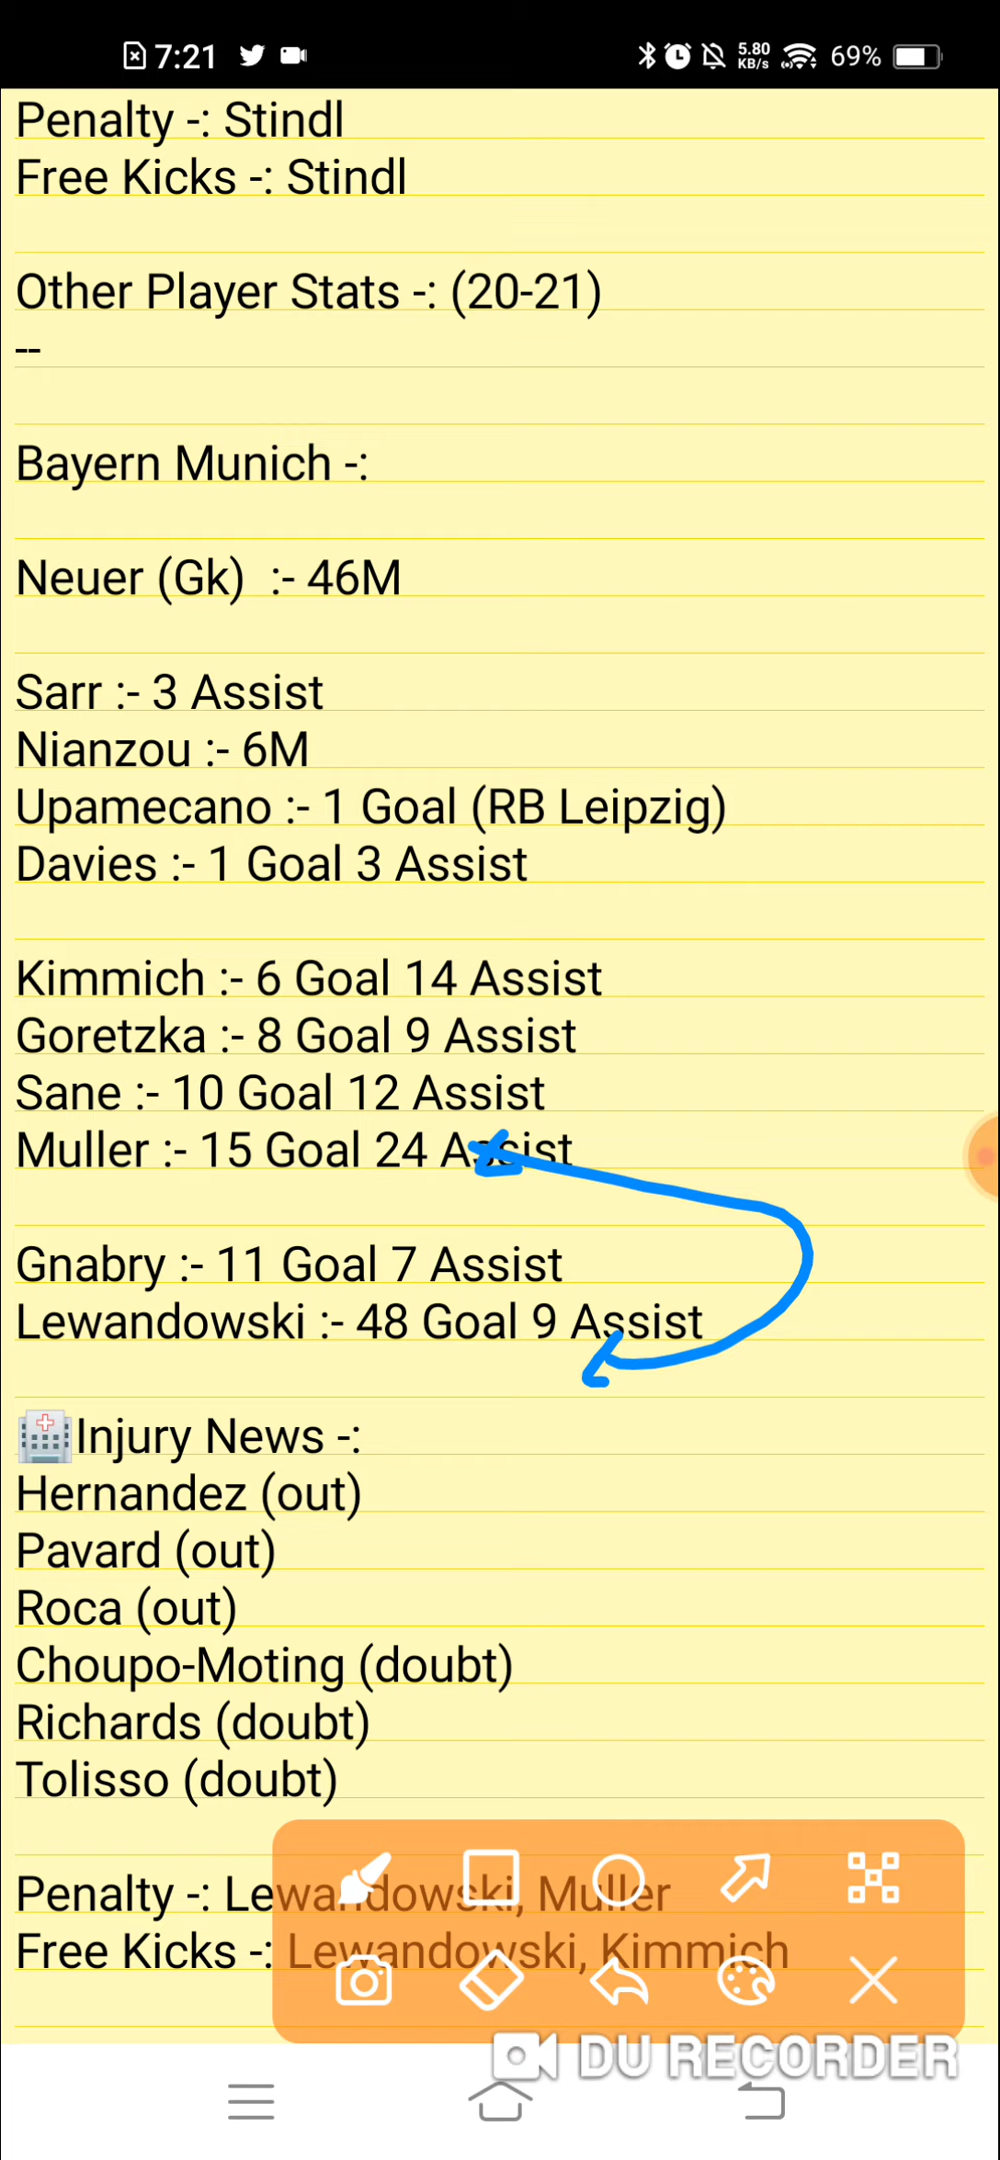 7:21
5.80 KB/s
69%
Penalty -: Stindl
Free Kicks -: Stindl
Other Player Stats -: (20-21)
--
Bayern Munich -:
Neuer (Gk) :- 46M
Sarr :- 3 Assist
Nianzou :- 6M
Upamecano :- 1 Goal (RB Leipzig)
Davies :- 1 Goal 3 Assist
Kimmich :- 6 Goal 14 Assist
Goretzka :- 8 Goal 9 Assist
Sane :- 10 Goal 12 Assist
Muller :- 15 Goal 24 Assist
Gnabry :- 11 Goal 7 Assist
Lewandowski :- 48 Goal 9 Assist
Injury News -:
Hernandez (out)
Pavard (out)
Roca (out)
Choupo-Moting (doubt)
Richards (doubt)
Tolisso (doubt)
Penalty -: Lewandowski, Muller
Free Kicks -: Lewandowski, Kimmich
DU RECORDER